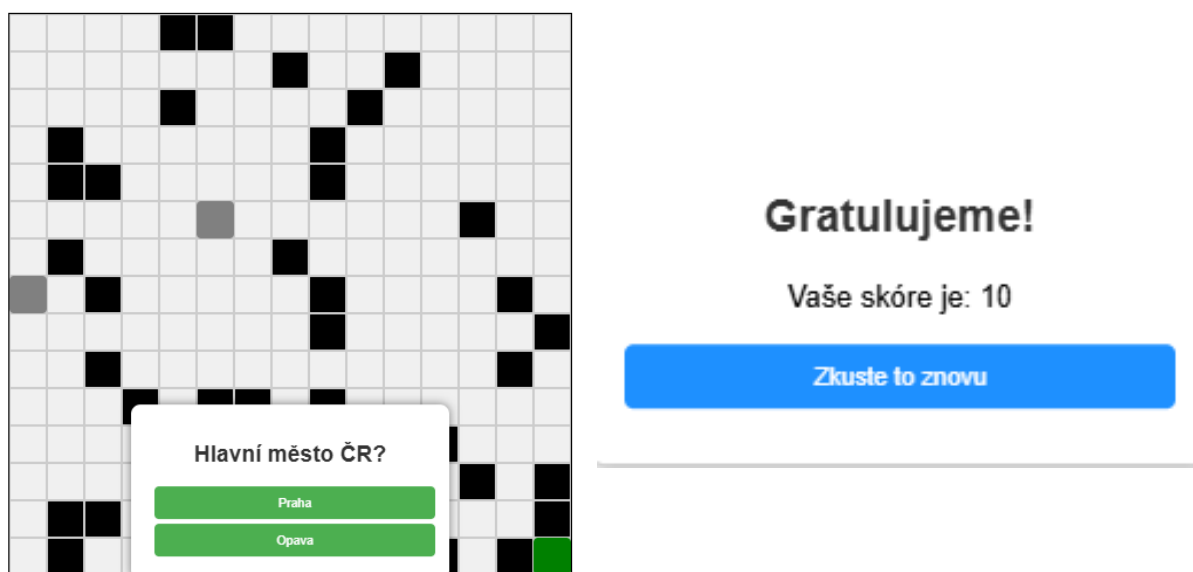 Hlavní město ČR?
Praha
Opava
Gratulujeme!
Vaše skóre je: 10
Zkuste to znovu